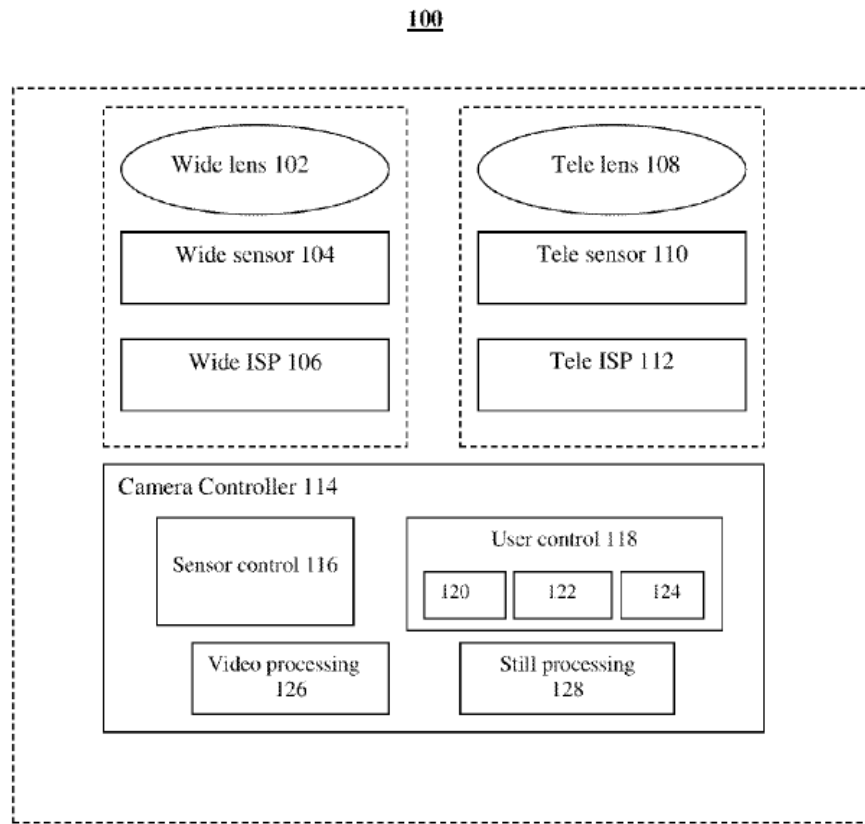 100
Wide lens 102
Tele lens 108
Wide sensor 104
Tele sensor 110
Wide ISP 106
Tele ISP 112
Camera Controller 114
Sensor control 116
User control 118
120
122
124
Video processing
126
Still processing
128